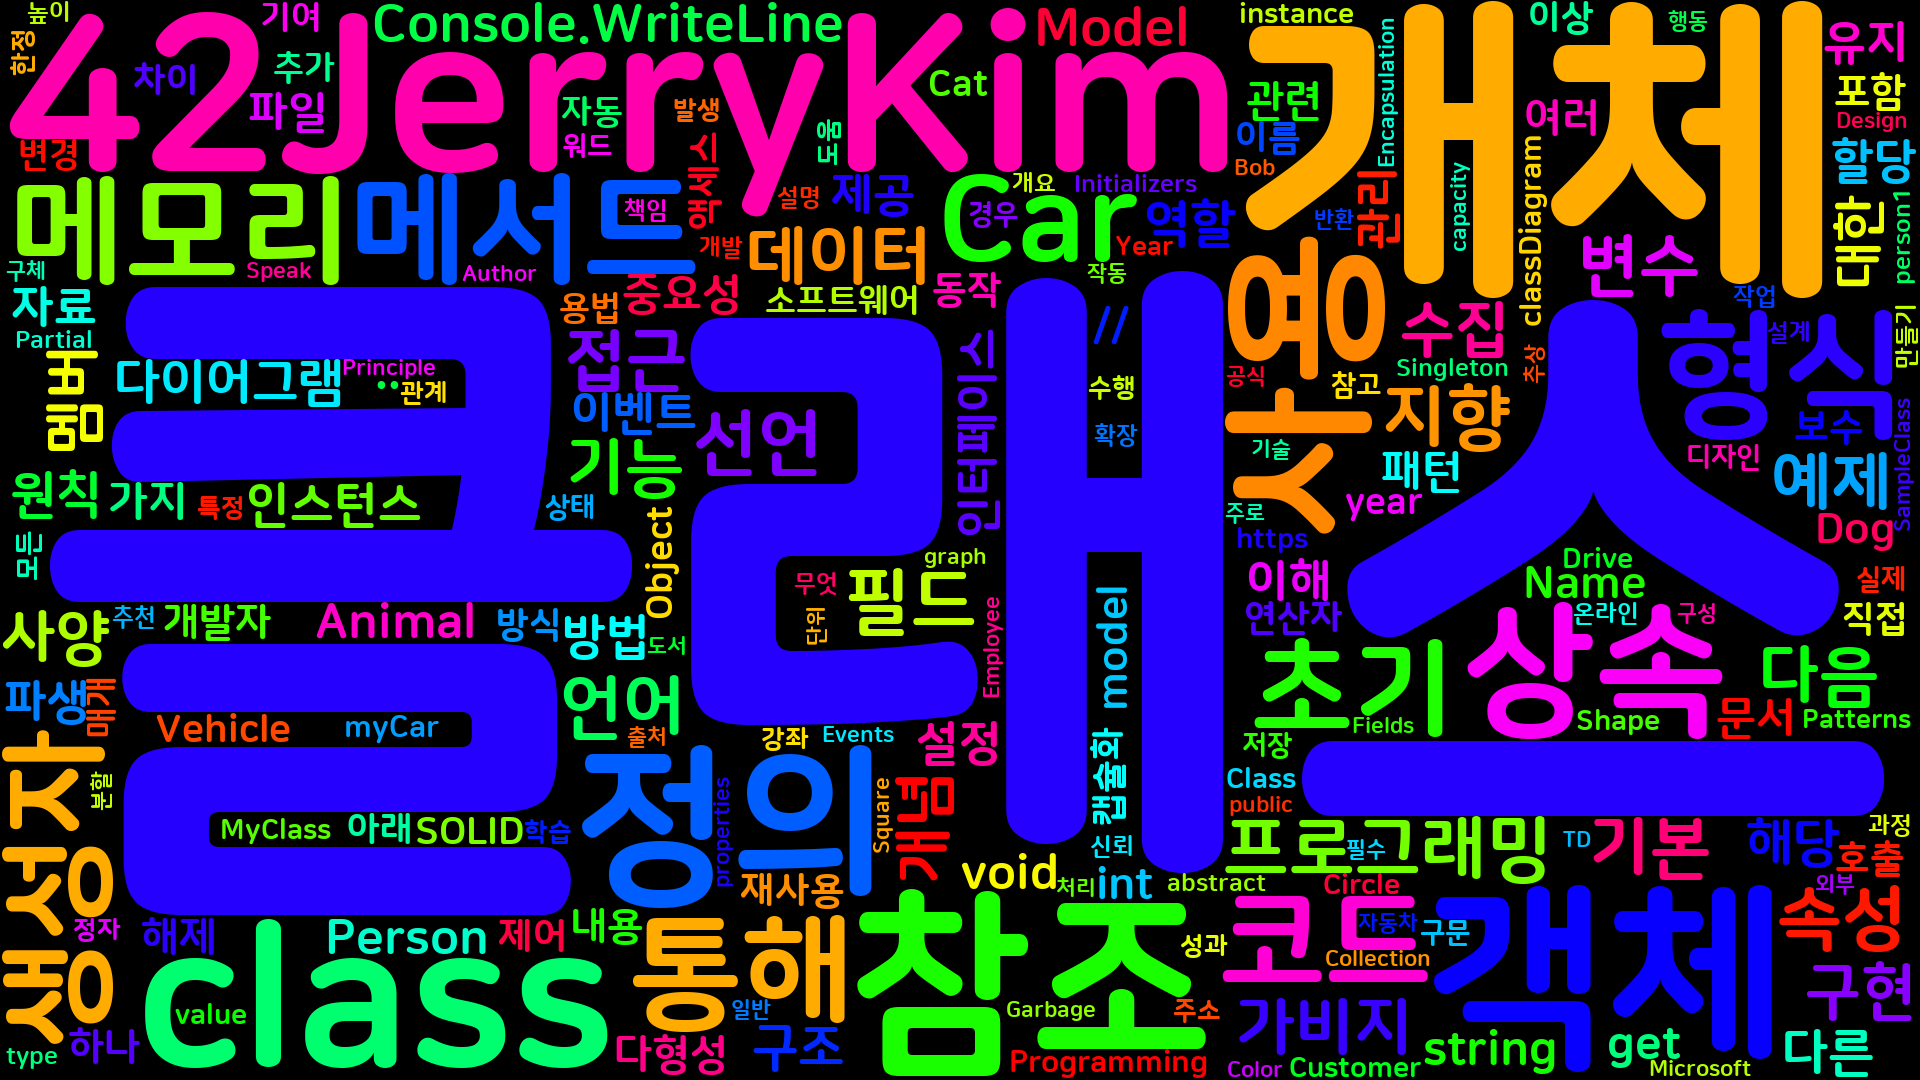 높이
기여
Console.WriteLine
Model
instance
이상
행동
42JerryKim
개체
한정
차이
추가
파일
Cat
자동
발생
워드
도움
변경
관련
이름
Bob
Encapsulation
여러
유지
포함
Design
classDiagram
할당
대한
person1
capacity
관리
반환
변수
메모리
메서드
책임
액세스
설명
제공
개발
데이터
Car
경우
개요
Initializers
역할
Year
작동
구체
Speak
Author
중요성
용법
소프트웨어
동작
자료
Partial
멤버
다이어그램
Principle
관계
접근
이벤트
기능
선언
인터페이스
//
수행
확장
예
수집
Singleton
추상
공식
참고
지향
패턴
기술
year
주로
https
이해
연산자
작업
형식
설계
만들기
보수
디자인
예제
SampleClass
Dog
Drive
Name
실제
직접
온라인
구성
클래스
원칙
가지
특정
인스턴스
상태
모든
Object
graph
무엇
필드
단위
Employee
model
사양
추천
개발자
Animal
방식
방법
도서
파생
매개
Vehicle
myCar
언어
출처
강좌
Events
설정
초기
Fields
상속
Shape
다음
문서
Patterns
저장
Class
public
생성자
분할
MyClass
아래
SOLID
학습
정의
properties
Square
개념
재사용
캡슐화
신뢰
void
처리
int
abstract
프로그래밍
필수
TD
기본
해당
과정
호출
외부
Circle
정자
해제
Person
제어
내용
통해
참조
성과
코드
자동차
구문
Collection
객체
속성
구현
class
value
일반
구조
다형성
Garbage
주소
Programming
가비지
Color
Customer
string
get
Microsoft
다른
하나
type